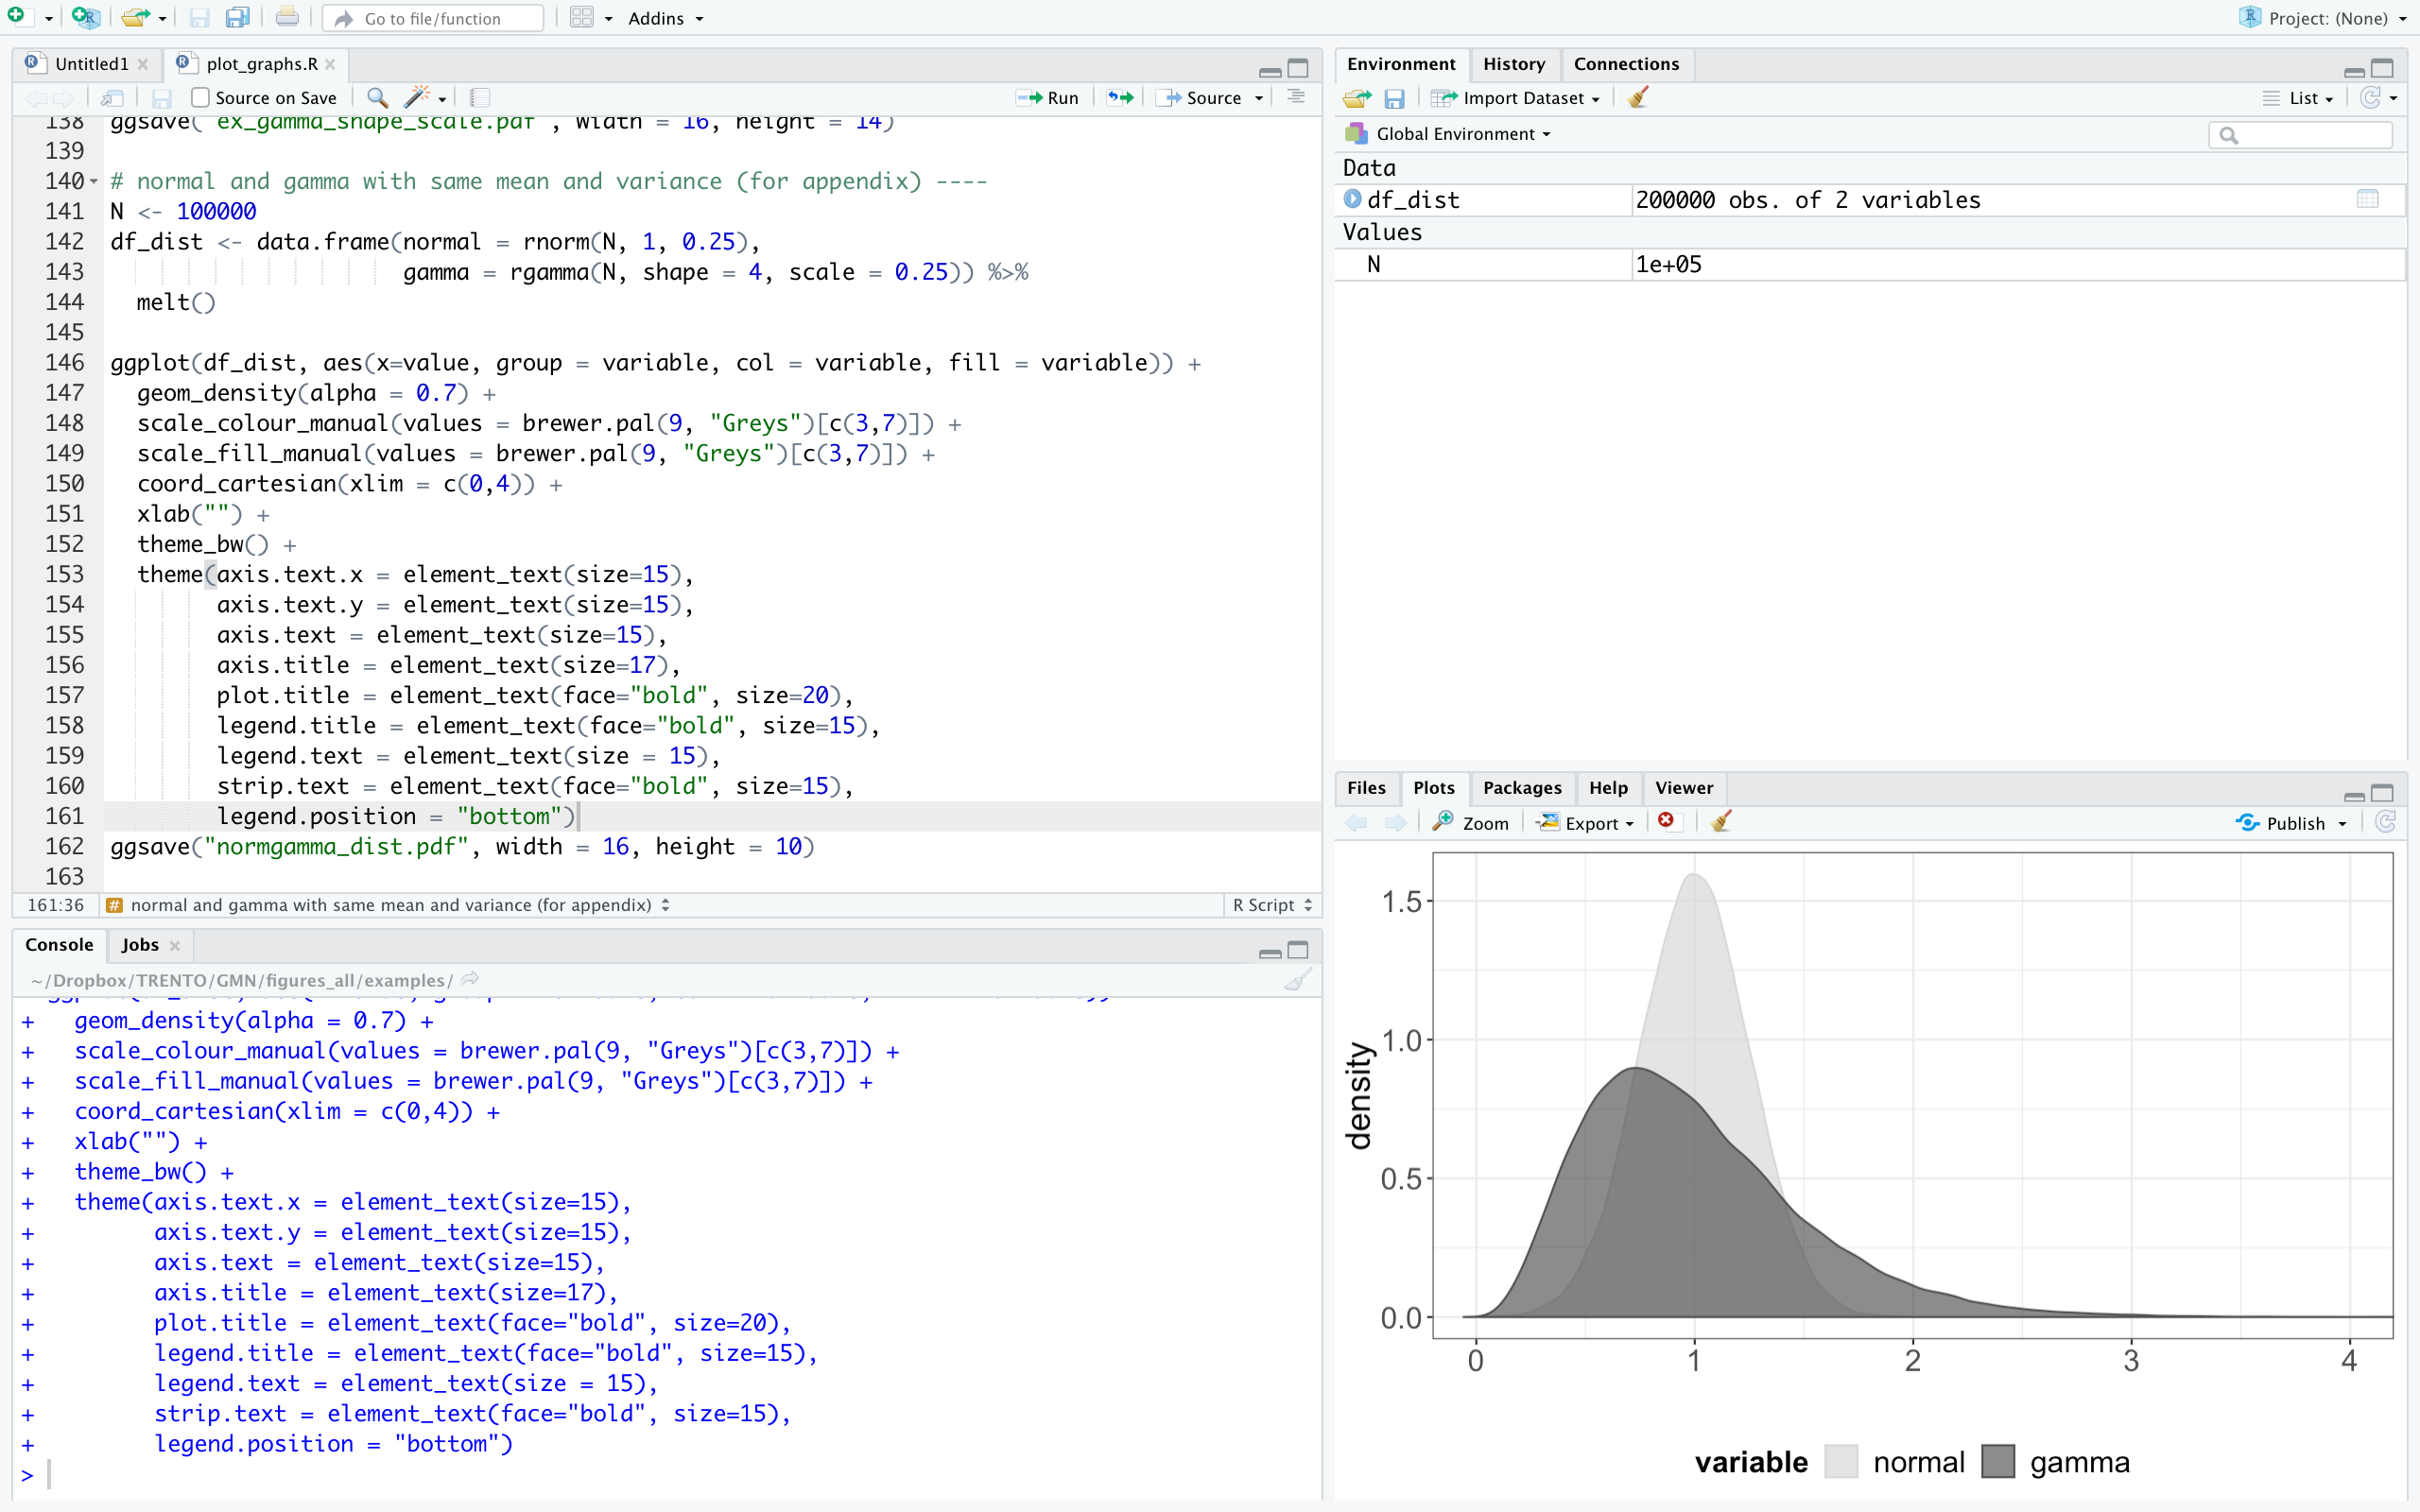 Go to file/function
Addins
Project: (None)
Untitled1
plot_graphs.R
Source on Save
Run
Source
138 ggsave("ex_gamma_shape_scale.pdf", width = 16, height = 14)
139
140 # normal and gamma with same mean and variance (for appendix) ----
141 N <- 100000
142 df_dist <- data.frame(normal = rnorm(N, 1, 0.25),
143 gamma = rgamma(N, shape = 4, scale = 0.25)) %>%
144 melt()
145
146 ggplot(df_dist, aes(x=value, group = variable, col = variable, fill = variable)) +
147 geom_density(alpha = 0.7) +
148 scale_colour_manual(values = brewer.pal(9, "Greys")[c(3,7)]) +
149 scale_fill_manual(values = brewer.pal(9, "Greys")[c(3,7)]) +
150 coord_cartesian(xlim = c(0,4)) +
151 xlab("") +
152 theme_bw() +
153 theme(axis.text.x = element_text(size=15),
154 axis.text.y = element_text(size=15),
155 axis.text = element_text(size=15),
156 axis.title = element_text(size=17),
157 plot.title = element_text(face="bold", size=20),
158 legend.title = element_text(face="bold", size=15),
159 legend.text = element_text(size = 15),
160 strip.text = element_text(face="bold", size=15),
161 legend.position = "bottom")
162 ggsave("normgamma_dist.pdf", width = 16, height = 10)
163
161:36 # normal and gamma with same mean and variance (for appendix) R Script
Console Jobs
~/Dropbox/TRENTO/GMN/figures_all/examples/
+ geom_density(alpha = 0.7) +
+ scale_colour_manual(values = brewer.pal(9, "Greys")[c(3,7)]) +
+ scale_fill_manual(values = brewer.pal(9, "Greys")[c(3,7)]) +
+ coord_cartesian(xlim = c(0,4)) +
+ xlab("") +
+ theme_bw() +
+ theme(axis.text.x = element_text(size=15),
+ axis.text.y = element_text(size=15),
+ axis.text = element_text(size=15),
+ axis.title = element_text(size=17),
+ plot.title = element_text(face="bold", size=20),
+ legend.title = element_text(face="bold", size=15),
+ legend.text = element_text(size = 15),
+ strip.text = element_text(face="bold", size=15),
+ legend.position = "bottom")
>
Environment History Connections
Import Dataset
List
Global Environment
Data
df_dist 200000 obs. of 2 variables
Values
N 1e+05
Files Plots Packages Help Viewer
Zoom Export Publish
density
1.5
1.0
0.5
0.0
0 1 2 3 4
variable normal gamma